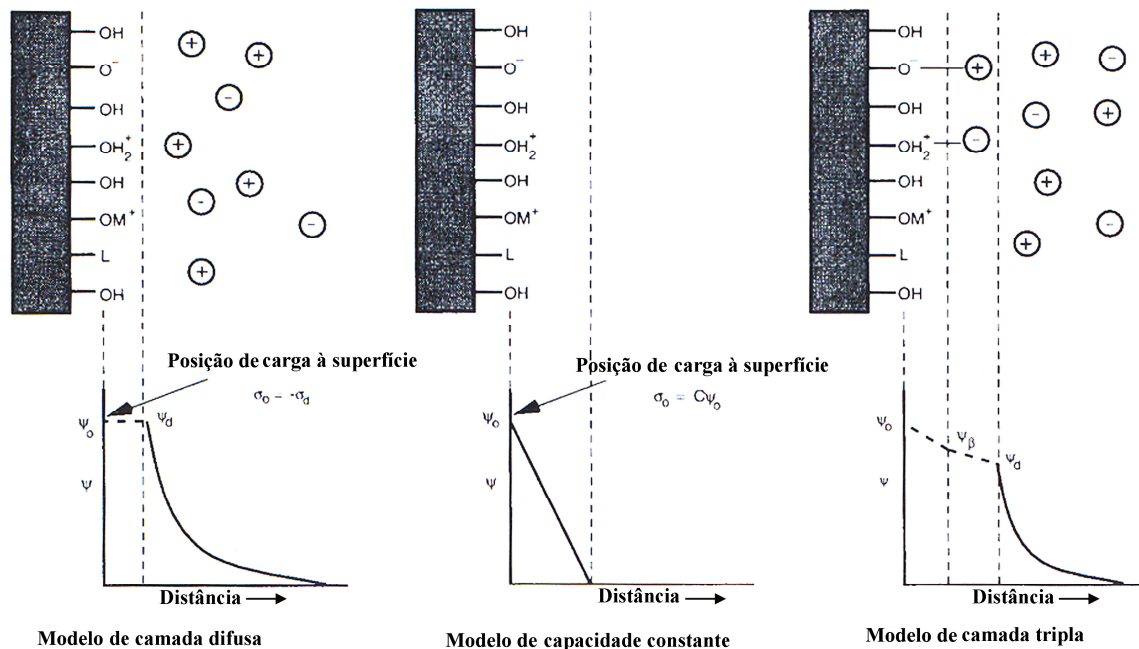 OH
O⁻
OH
OH₂⁺
OH
OM⁺
L
OH
Posição de carga à superfície
σ₀ = -σd
ψ₀
ψd
ψ
Distância
Modelo de camada difusa
OH
O⁻
OH
OH₂⁺
OH
OM⁺
L
OH
Posição de carga à superfície
σ₀ = Cψ₀
ψ₀
ψ
Distância
Modelo de capacidade constante
OH
O⁻
OH
OH₂⁺
OH
OM⁺
L
OH
ψ₀
ψβ
ψd
ψ
Distância
Modelo de camada tripla